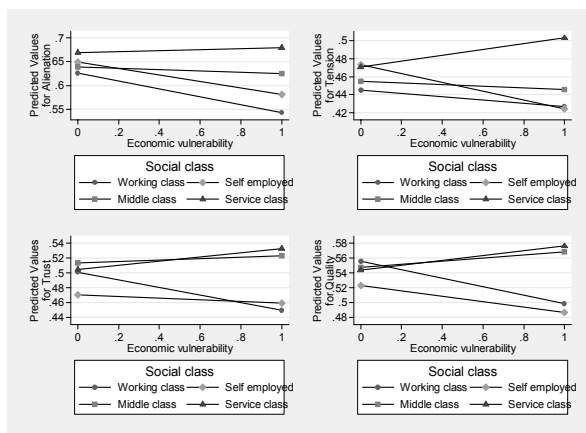 Predicted Values
for Alienation
.7
.65
.6
.55
0 .2 .4 .6 .8 1
Economic vulnerability
Social class
Working class Self employed
Middle class Service class
Predicted Values
for Tension
.5
.48
.46
.44
.42
0 .2 .4 .6 .8 1
Economic vulnerability
Social class
Working class Self employed
Middle class Service class
Predicted Values
for Trust
.54
.52
.5
.48
.46
.44
0 .2 .4 .6 .8 1
Economic vulnerability
Social class
Working class Self employed
Middle class Service class
Predicted Values
for Quality
.58
.56
.54
.52
.5
.48
0 .2 .4 .6 .8 1
Economic vulnerability
Social class
Working class Self employed
Middle class Service class